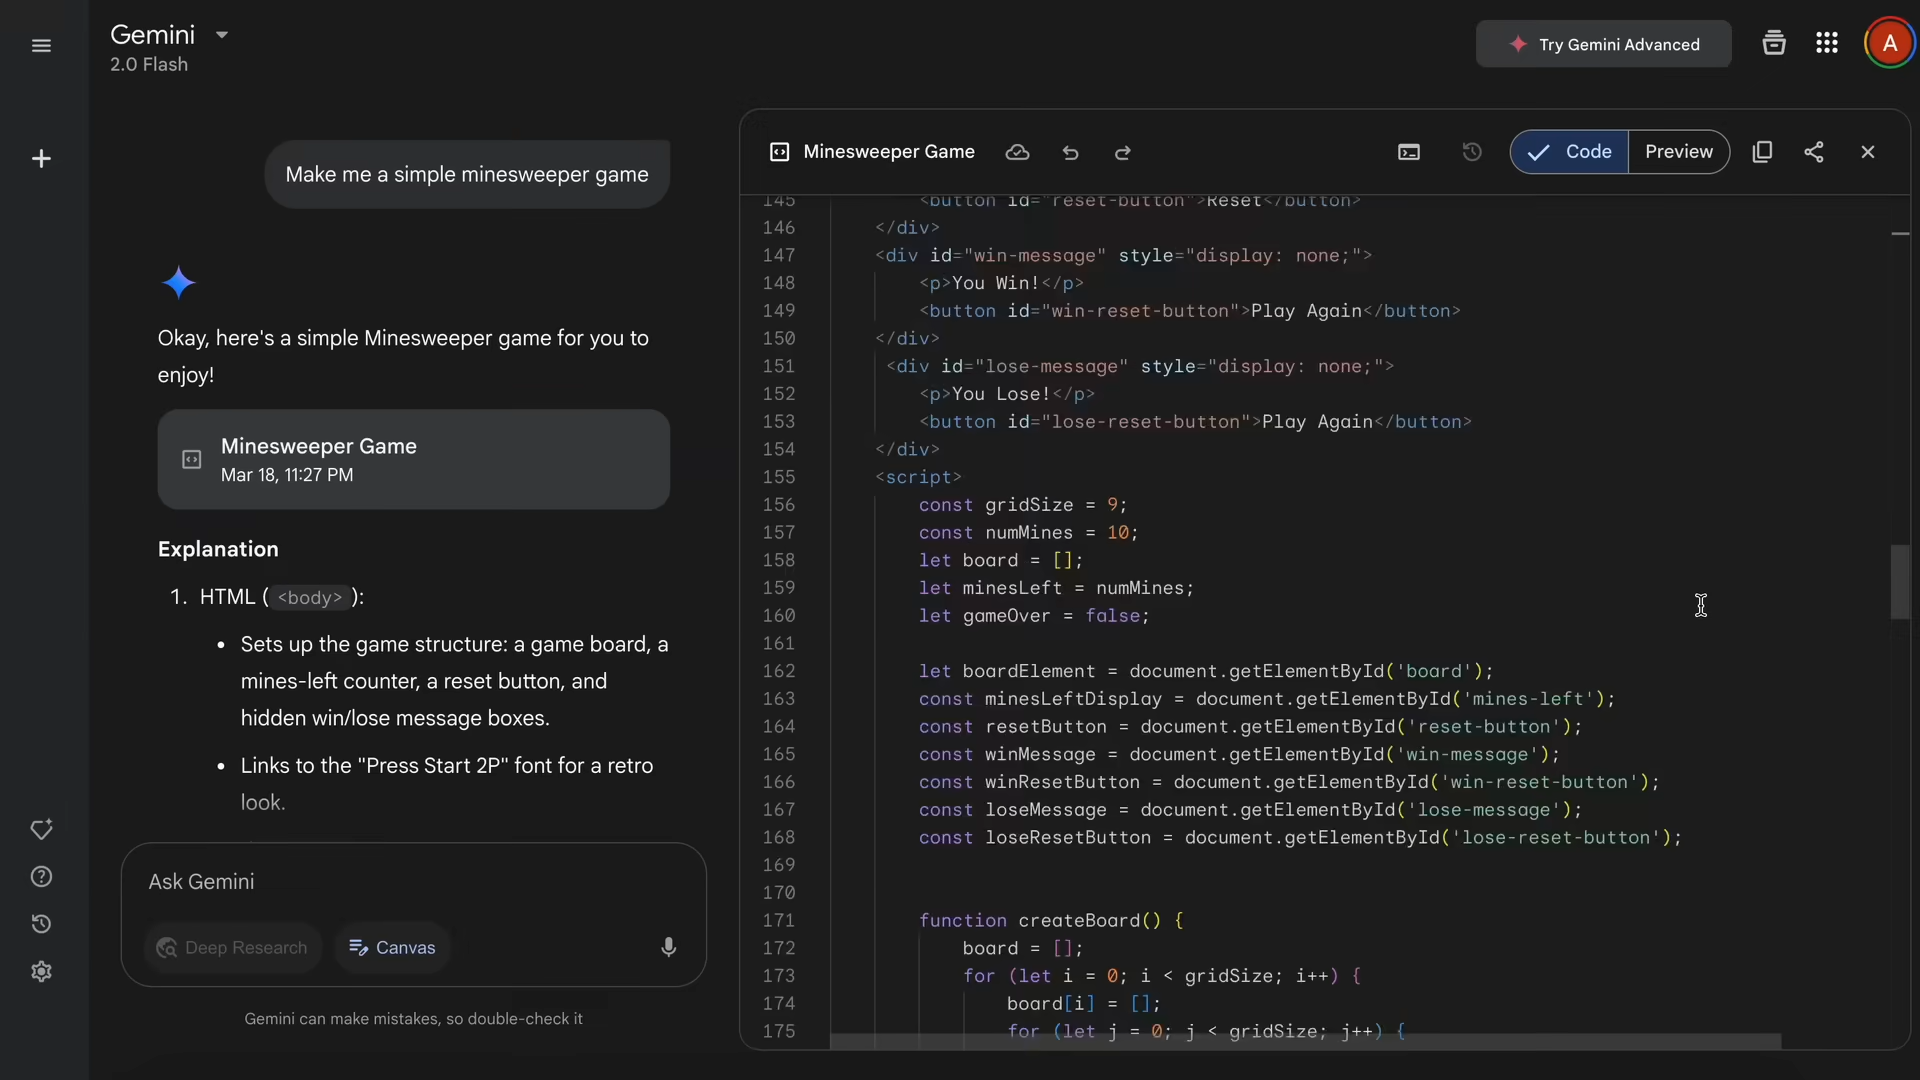 Gemini
2.0 Flash
Try Gemini Advanced
A
Make me a simple minesweeper game
Okay, here's a simple Minesweeper game for you to
enjoy!
Minesweeper Game
Mar 18, 11:27 PM
Explanation
1. HTML ( <body> ):
• Sets up the game structure: a game board, a
mines-left counter, a reset button, and
hidden win/lose message boxes.
• Links to the "Press Start 2P" font for a retro
look.
Ask Gemini
Deep Research
Canvas
Gemini can make mistakes, so double-check it
Minesweeper Game
Code
Preview
145 <button id="reset-button">Reset</button>
146 </div>
147 <div id="win-message" style="display: none;">
148 <p>You Win!</p>
149 <button id="win-reset-button">Play Again</button>
150 </div>
151 <div id="lose-message" style="display: none;">
152 <p>You Lose!</p>
153 <button id="lose-reset-button">Play Again</button>
154 </div>
155 <script>
156 const gridSize = 9;
157 const numMines = 10;
158 let board = [];
159 let minesLeft = numMines;
160 let gameOver = false;
161
162 let boardElement = document.getElementById('board');
163 const minesLeftDisplay = document.getElementById('mines-left');
164 const resetButton = document.getElementById('reset-button');
165 const winMessage = document.getElementById('win-message');
166 const winResetButton = document.getElementById('win-reset-button');
167 const loseMessage = document.getElementById('lose-message');
168 const loseResetButton = document.getElementById('lose-reset-button');
169
170
171 function createBoard() {
172 board = [];
173 for (let i = 0; i < gridSize; i++) {
174 board[i] = [];
175 for (let j = 0; j < gridSize; j++) {